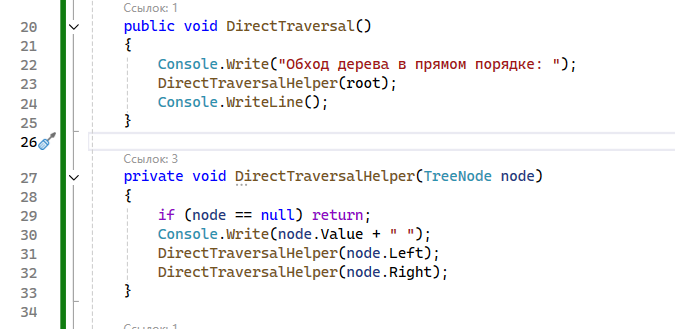 Ссылок: 1
20 public void DirectTraversal()
21 {
22 Console.Write("Обход дерева в прямом порядке: ");
23 DirectTraversalHelper(root);
24 Console.WriteLine();
25 }
26
Ссылок: 3
27 private void DirectTraversalHelper(TreeNode node)
28 {
29 if (node == null) return;
30 Console.Write(node.Value + " ");
31 DirectTraversalHelper(node.Left);
32 DirectTraversalHelper(node.Right);
33 }
34
Ссылок: 1